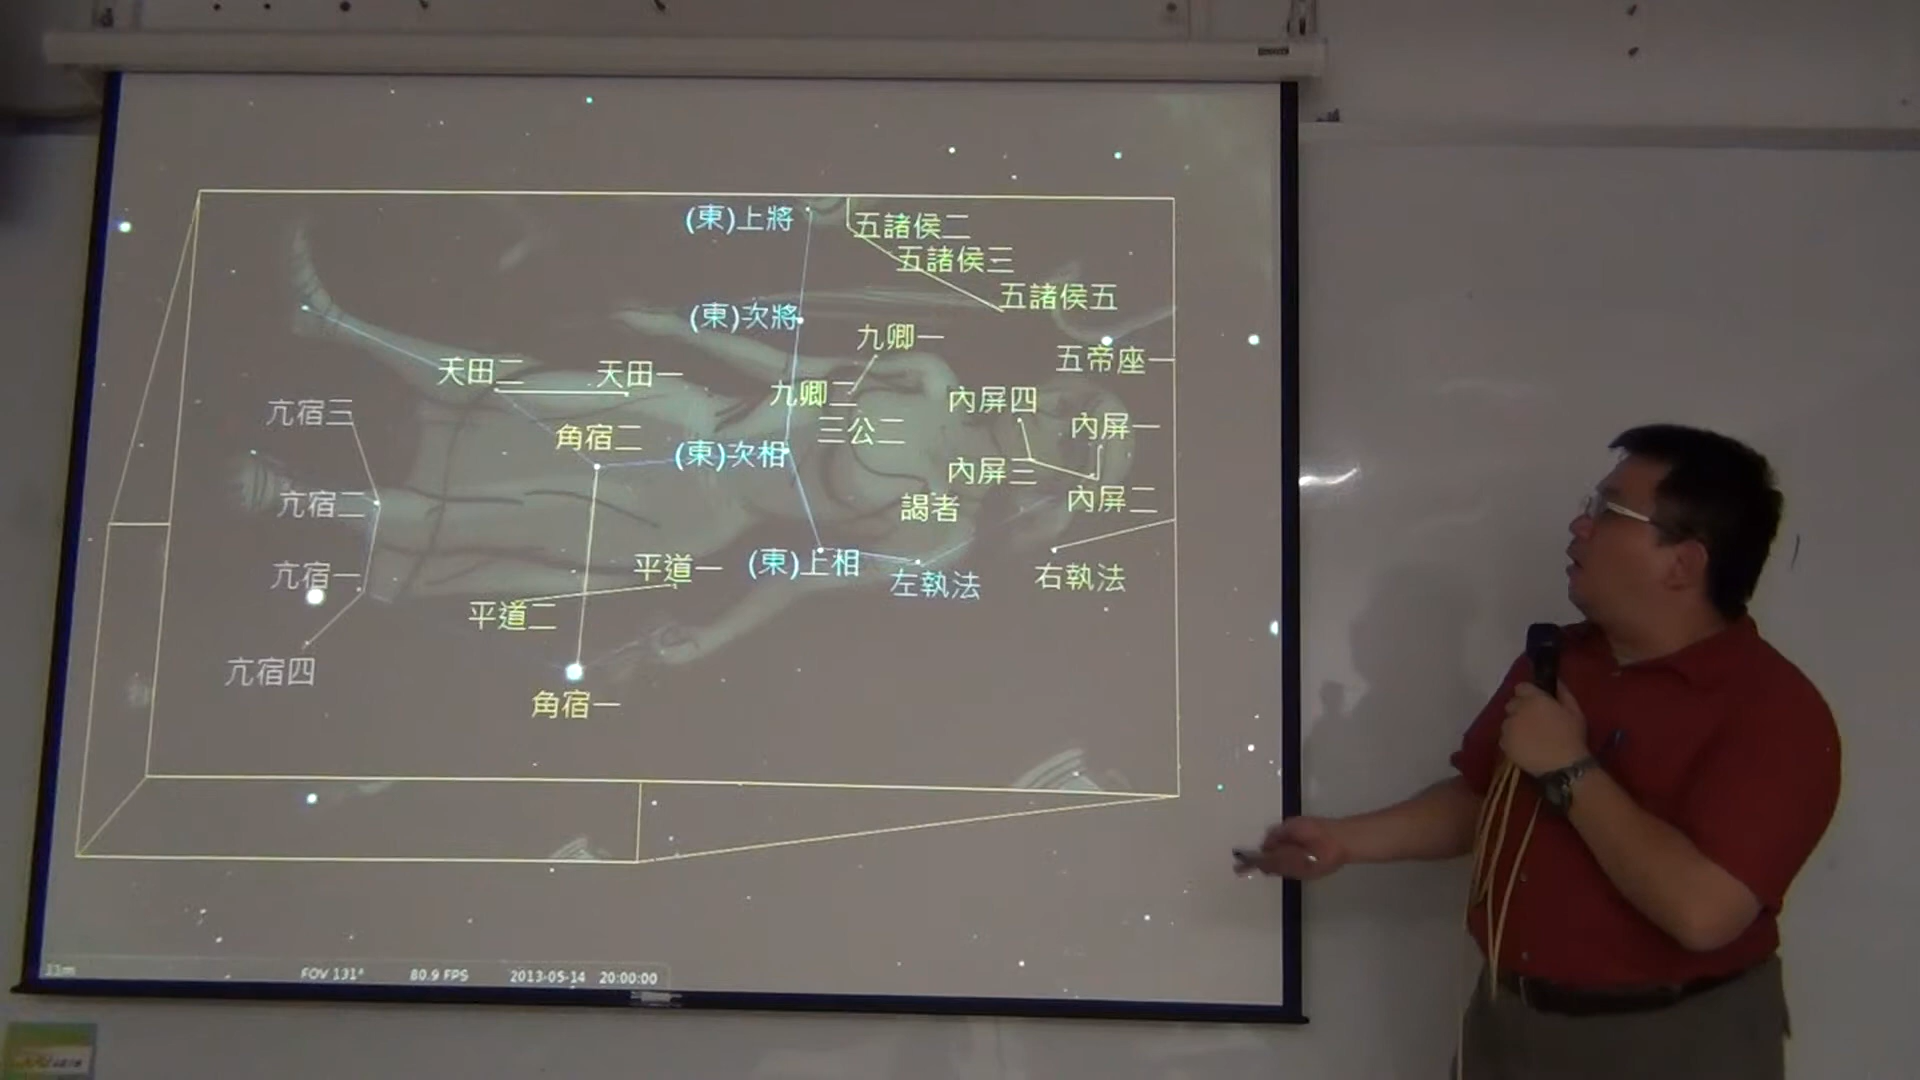 (東)上將
五諸侯二
五諸侯三
五諸侯五
(東)次將
九卿一
五帝座一
天田二
天田一
九卿二
內屏四
亢宿三
角宿二
三公二
內屏一
(東)次相
內屏三
亢宿二
謁者
內屏二
亢宿一
平道一
(東)上相
左執法
右執法
平道二
亢宿四
角宿一
FOV 131°
80.9 FPS
2013-05-14 20:00:00